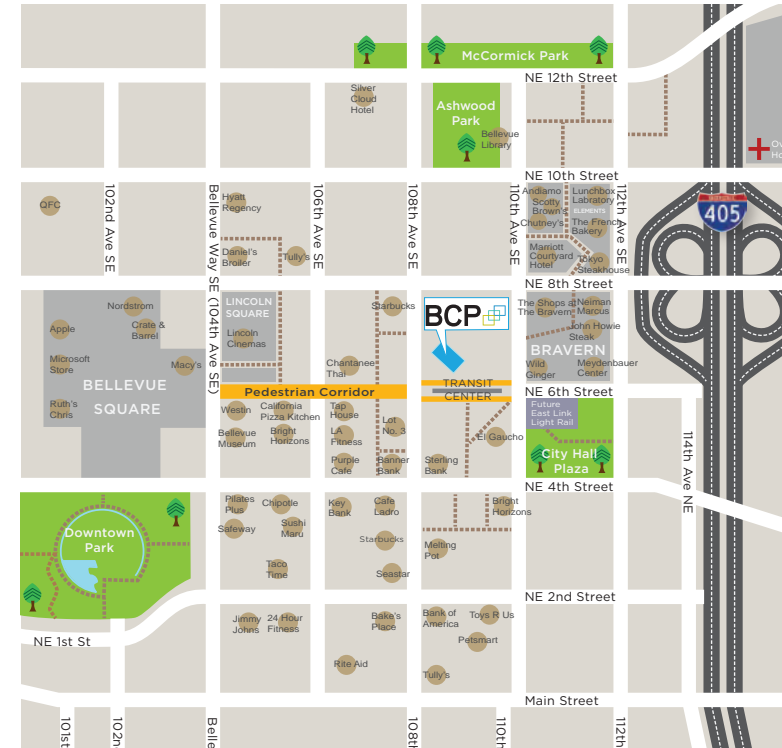 McCormick Park
NE 12th Street
Silver
Cloud
Hotel
Ashwood
Park
Bellevue
Library
NE 10th Street
QFC
102nd Ave SE
Bellevue Way SE (104th Ave SE)
Hyatt
Regency
106th Ave SE
108th Ave SE
110th Ave SE
Andamo
Scotty
Brown's
Chutney's
Lunchbox
Labratory
ELEMENTS
The French
Bakery
112th Ave SE
405
Daniel's
Broiler
Tully's
Marriott
Courtyard
Hotel
Tokyo
Steakhouse
NE 8th Street
Nordstrom
Apple
Crate &
Barrel
Microsoft
Store
Macy's
BELLEVUE
SQUARE
Ruth's
Chris
LINCOLN
SQUARE
Lincoln
Cinemas
Starbucks
Chantanee
Thai
BCP
The Shops at
The Bravern
Neiman
Marcus
John Howie
Steak
BRAVERN
Wild
Ginger
Meydenbauer
Center
Pedestrian Corridor
TRANSIT
CENTER
NE 6th Street
Westin
California
Pizza Kitchen
Tap
House
Lot
No. 3
Bellevue
Museum
Bright
Horizons
LA
Fitness
Purple
Cafe
Banner
Bank
Sterling
Bank
El Gaucho
Future
East Link
Light Rail
City Hall
Plaza
114th Ave NE
NE 4th Street
Downtown
Park
Pilates
Plus
Chipotle
Safeway
Sushi
Maru
Taco
Time
Key
Bank
Cafe
Ladro
Starbucks
Seastar
Bright
Horizons
Melting
Pot
NE 2nd Street
NE 1st St
Jimmy
Johns
24 Hour
Fitness
Bake's
Place
Rite Aid
Bank of
America
Toys R Us
Petsmart
Tully's
Main Street
101st
102n
Belle
108th
110th
112th